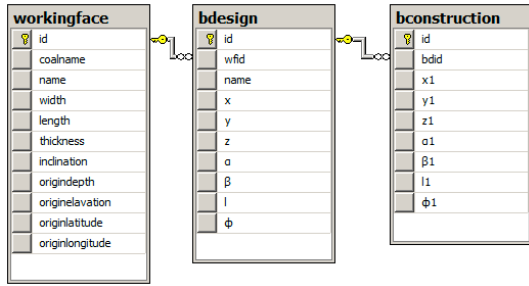 workingface
id
coalname
name
width
length
thickness
inclination
origindepth
originelavation
originlatitude
originlongitude
bdesign
id
wfid
name
x
y
z
α
β
l
ф
bconstruction
id
bdid
x1
y1
z1
α1
β1
l1
ф1